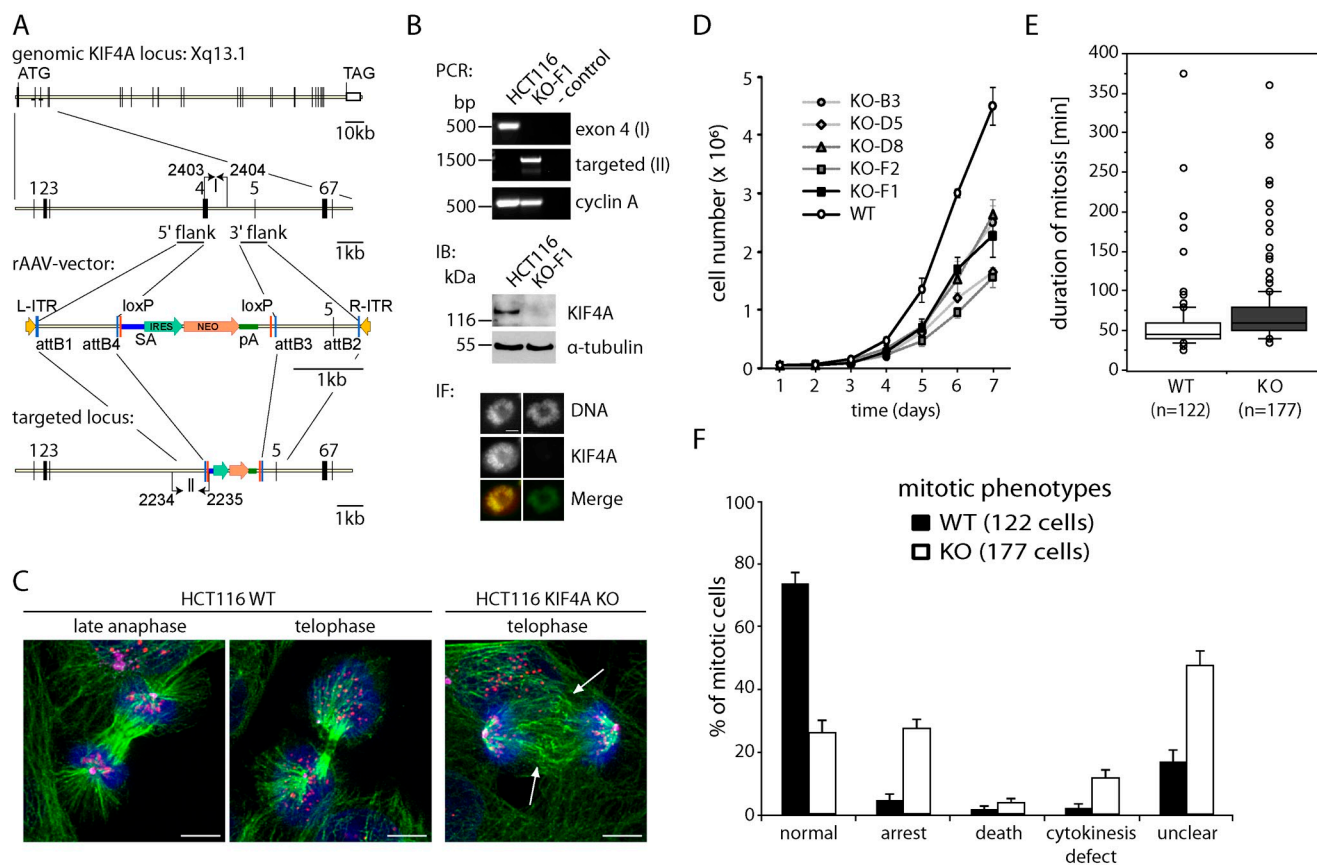 A
genomic KIF4A locus: Xq13.1
ATG
TAG
10kb
2403 I 2404
123 4 5 67
5' flank 3' flank
1kb
rAAV-vector:
L-ITR loxP loxP R-ITR
IRES NEO 5
SA pA
attB1 attB4 attB3 attB2
1kb
targeted locus:
123 5 67
2234 II 2235
1kb
B
PCR:
HCT116 KO-F1 - control
bp
500 exon 4 (I)
1500 targeted (II)
500 cyclin A
IB:
HCT116 KO-F1
kDa
116 KIF4A
55 α-tubulin
IF:
DNA
KIF4A
Merge
C
HCT116 WT HCT116 KIF4A KO
late anaphase telophase telophase
D
cell number (x 10⁶)
5
4
3
2
1
0
KO-B3
KO-D5
KO-D8
KO-F2
KO-F1
WT
1 2 3 4 5 6 7
time (days)
E
duration of mitosis [min]
400
350
300
250
200
150
100
50
0
WT KO
(n=122) (n=177)
F
mitotic phenotypes
WT (122 cells)
KO (177 cells)
% of mitotic cells
100
80
60
40
20
0
normal arrest death cytokinesis unclear
defect